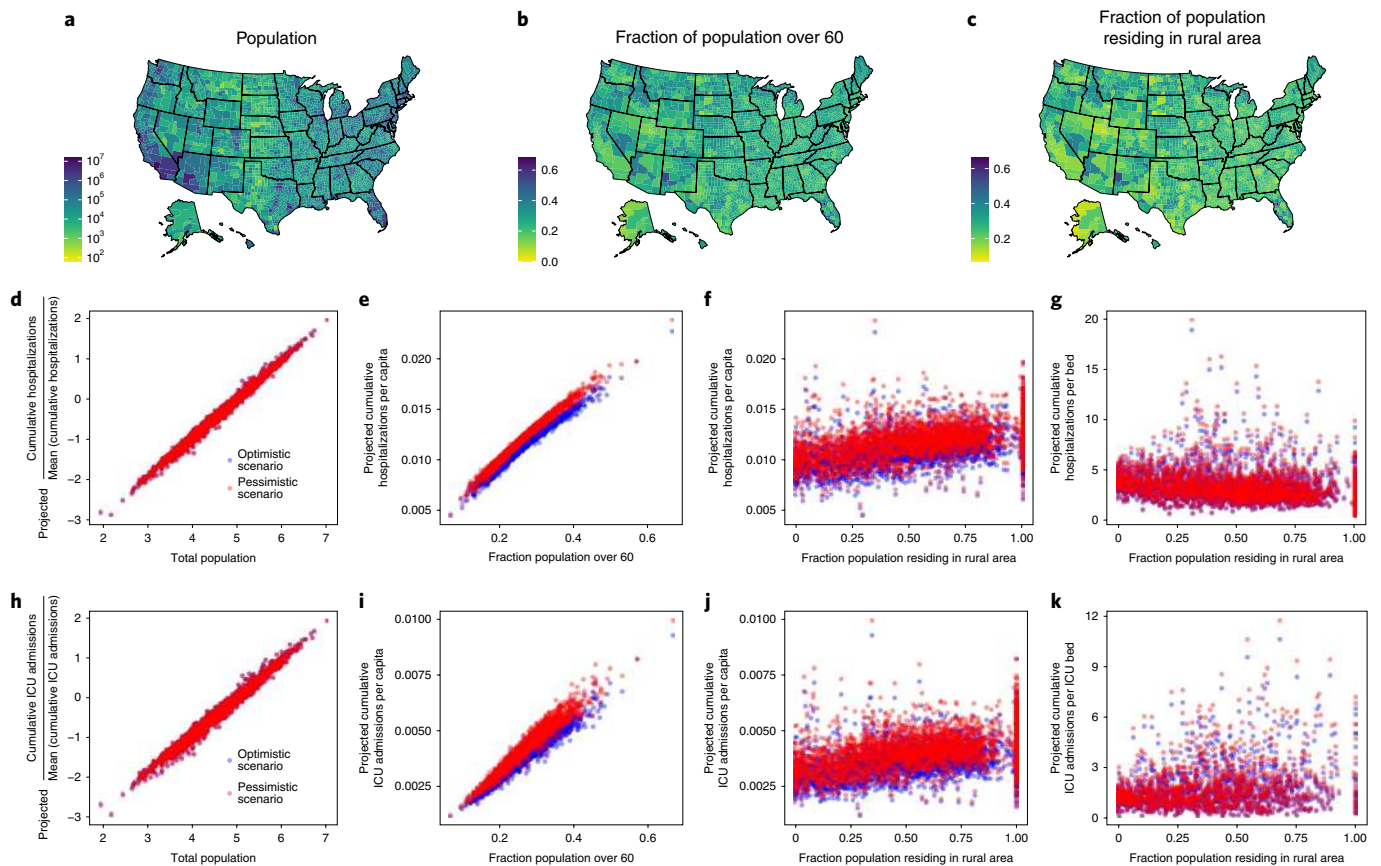 a
Population
10^7
10^6
10^5
10^4
10^3
10^2
b
Fraction of population over 60
0.6
0.4
0.2
0.0
c
Fraction of population
residing in rural area
0.6
0.4
0.2
d
Projected
Cumulative hospitalizations
Mean (cumulative hospitalizations)
2
1
0
–1
–2
–3
Optimistic
scenario
Pessimistic
scenario
2 3 4 5 6 7
Total population
e
Projected cumulative
hospitalizations per capita
0.020
0.015
0.010
0.005
0.2 0.4 0.6
Fraction population over 60
f
Projected cumulative
hospitalizations per capita
0.020
0.015
0.010
0.005
0 0.25 0.50 0.75 1.00
Fraction population residing in rural area
g
Projected cumulative
hospitalizations per bed
20
15
10
5
0
0 0.25 0.50 0.75 1.00
Fraction population residing in rural area
h
Projected
Cumulative ICU admissions
Mean (cumulative ICU admissions)
2
1
0
–1
–2
–3
Optimistic
scenario
Pessimistic
scenario
2 3 4 5 6 7
Total population
i
Projected cumulative
ICU admissions per capita
0.0100
0.0075
0.0050
0.0025
0.2 0.4 0.6
Fraction population over 60
j
Projected cumulative
ICU admissions per capita
0.0100
0.0075
0.0050
0.0025
0 0.25 0.50 0.75 1.00
Fraction population residing in rural area
k
Projected cumulative
ICU admissions per ICU bed
12
9
6
3
0
0 0.25 0.50 0.75 1.00
Fraction population residing in rural area